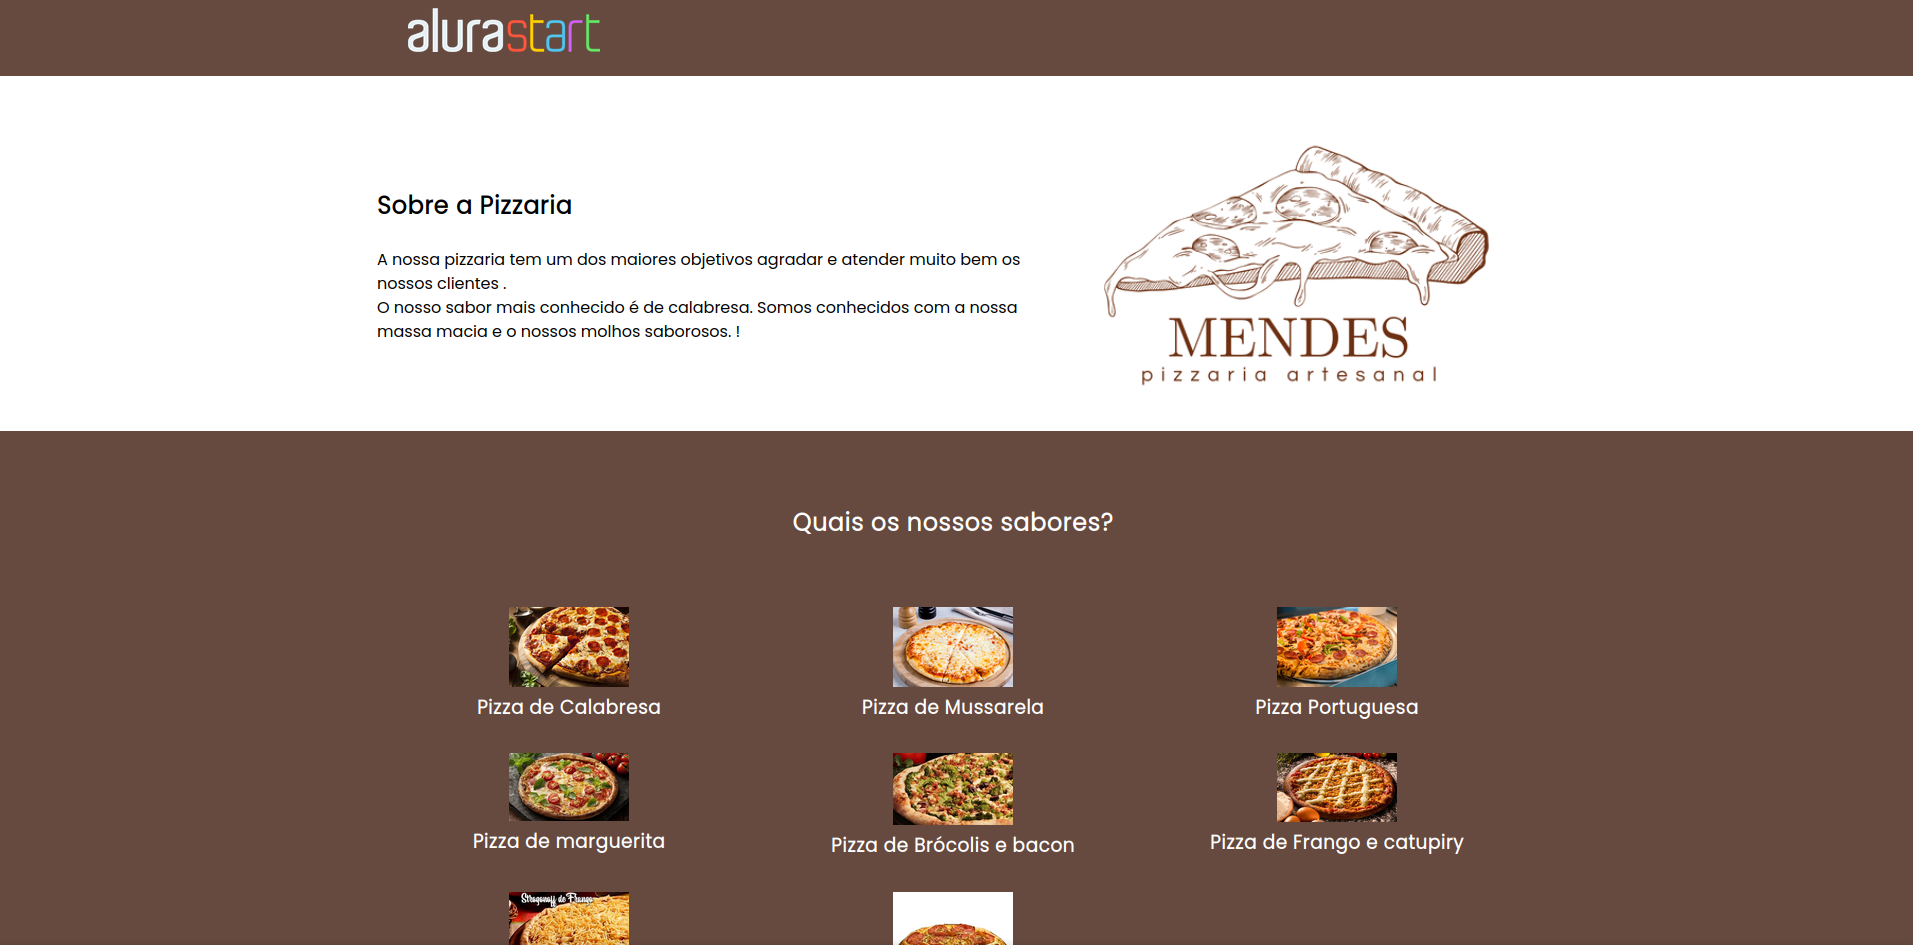 alurastart
Sobre a Pizzaria
A nossa pizzaria tem um dos maiores objetivos agradar e atender muito bem os
nossos clientes .
O nosso sabor mais conhecido é de calabresa. Somos conhecidos com a nossa
massa macia e o nossos molhos saborosos. !
MENDES
pizzaria artesanal
Quais os nossos sabores?
Pizza de Calabresa
Pizza de Mussarela
Pizza Portuguesa
Pizza de marguerita
Pizza de Brócolis e bacon
Pizza de Frango e catupiry
Strogonoff de Frango